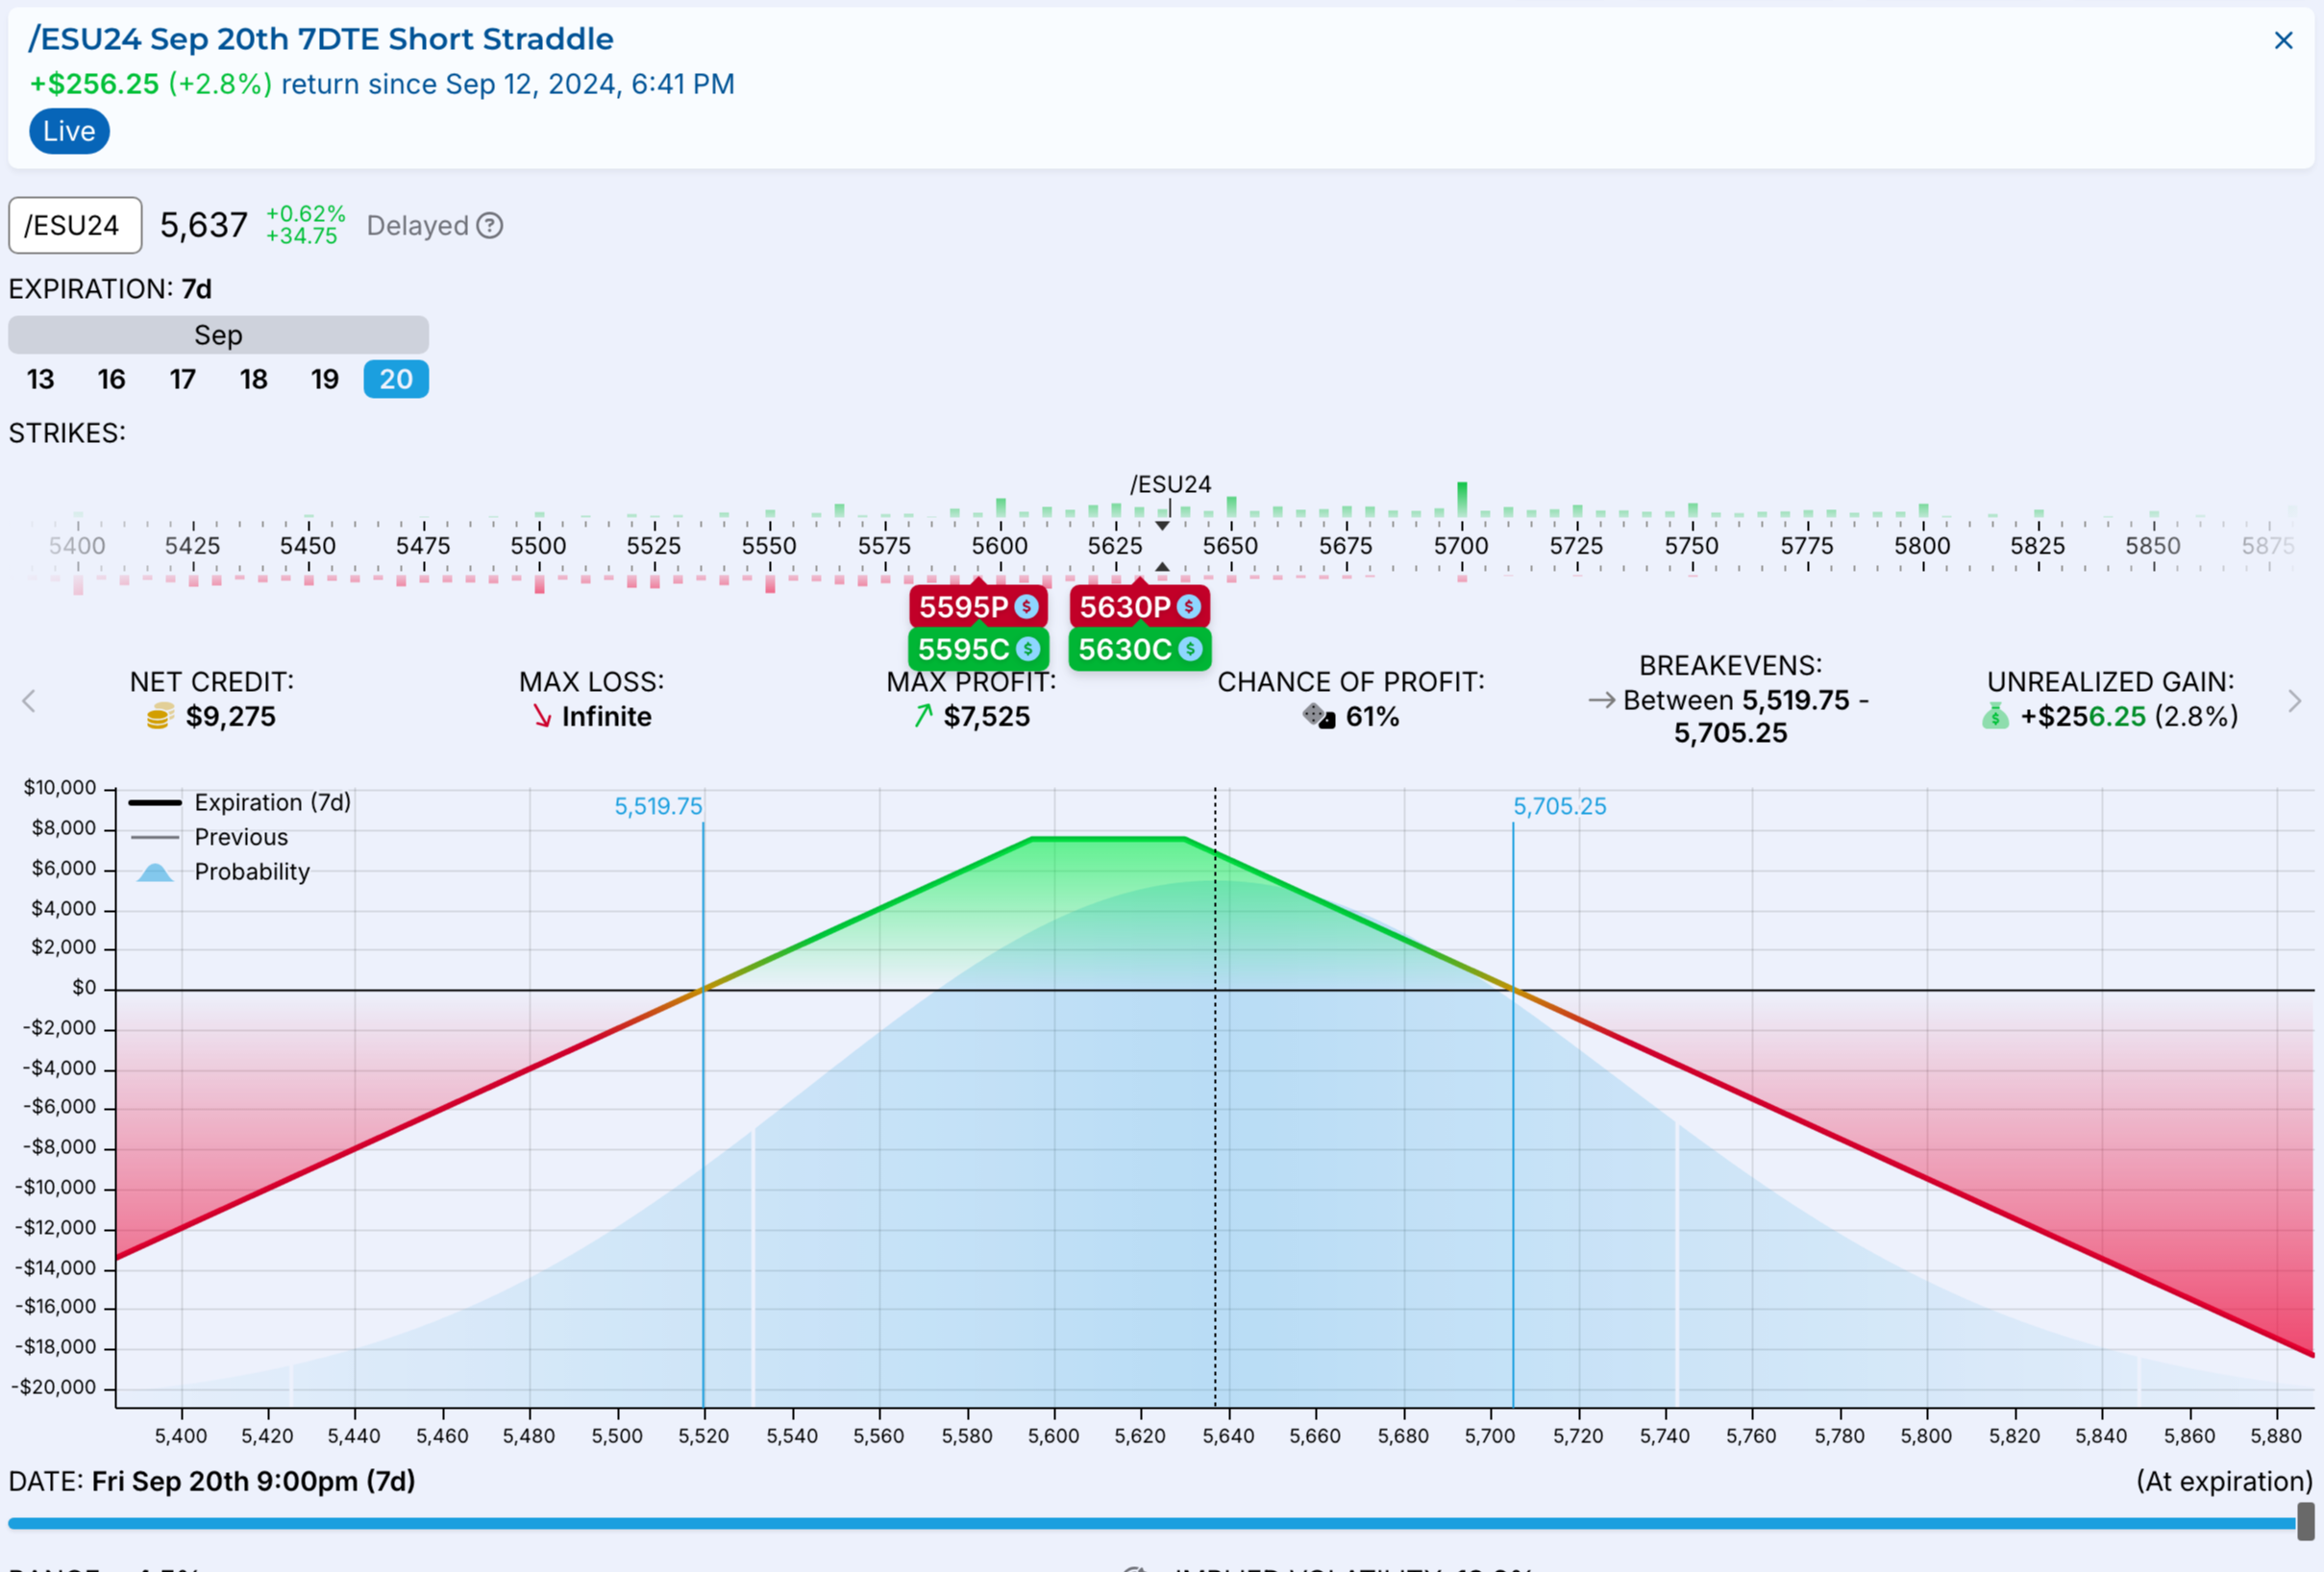 /ESU24 Sep 20th 7DTE Short Straddle
+$256.25 (+2.8%) return since Sep 12, 2024, 6:41 PM
Live
/ESU24 5,637 +0.62% +34.75 Delayed ?
EXPIRATION: 7d
Sep
13 16 17 18 19 20
STRIKES:
/ESU24
5400 5425 5450 5475 5500 5525 5550 5575 5600 5625 5650 5675 5700 5725 5750 5775 5800 5825 5850 5875
5595P $ 5630P $
5595C $ 5630C $
NET CREDIT:
$9,275
MAX LOSS:
Infinite
MAX PROFIT:
$7,525
CHANCE OF PROFIT:
61%
BREAKEVENS:
Between 5,519.75 -
5,705.25
UNREALIZED GAIN:
+$256.25 (2.8%)
Expiration (7d)
Previous
Probability
5,519.75
5,705.25
$10,000
$8,000
$6,000
$4,000
$2,000
$0
-$2,000
-$4,000
-$6,000
-$8,000
-$10,000
-$12,000
-$14,000
-$16,000
-$18,000
-$20,000
5,400 5,420 5,440 5,460 5,480 5,500 5,520 5,540 5,560 5,580 5,600 5,620 5,640 5,660 5,680 5,700 5,720 5,740 5,760 5,780 5,800 5,820 5,840 5,860 5,880
DATE: Fri Sep 20th 9:00pm (7d)
(At expiration)
IMPLIED VOLATILITY: